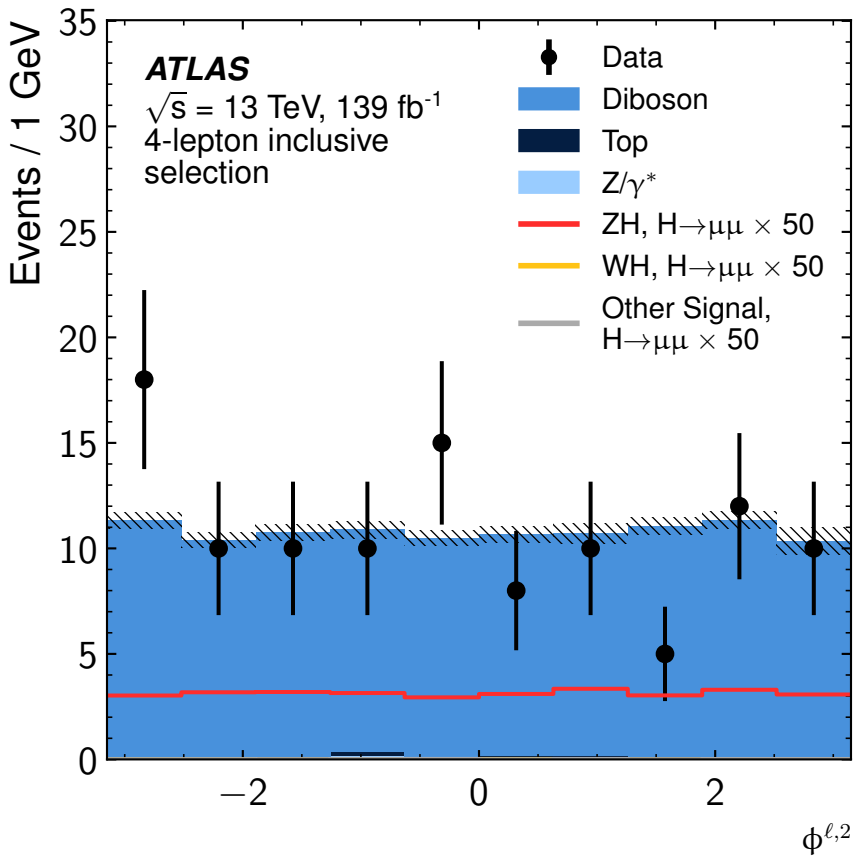 35
30
25
20
15
10
5
0
Events / 1 GeV
ATLAS
√s = 13 TeV, 139 fb⁻¹
4-lepton inclusive
selection
Data
Diboson
Top
Z/γ*
ZH, H→μμ × 50
WH, H→μμ × 50
Other Signal,
H→μμ × 50
−2
0
2
ϕ^ℓ,2